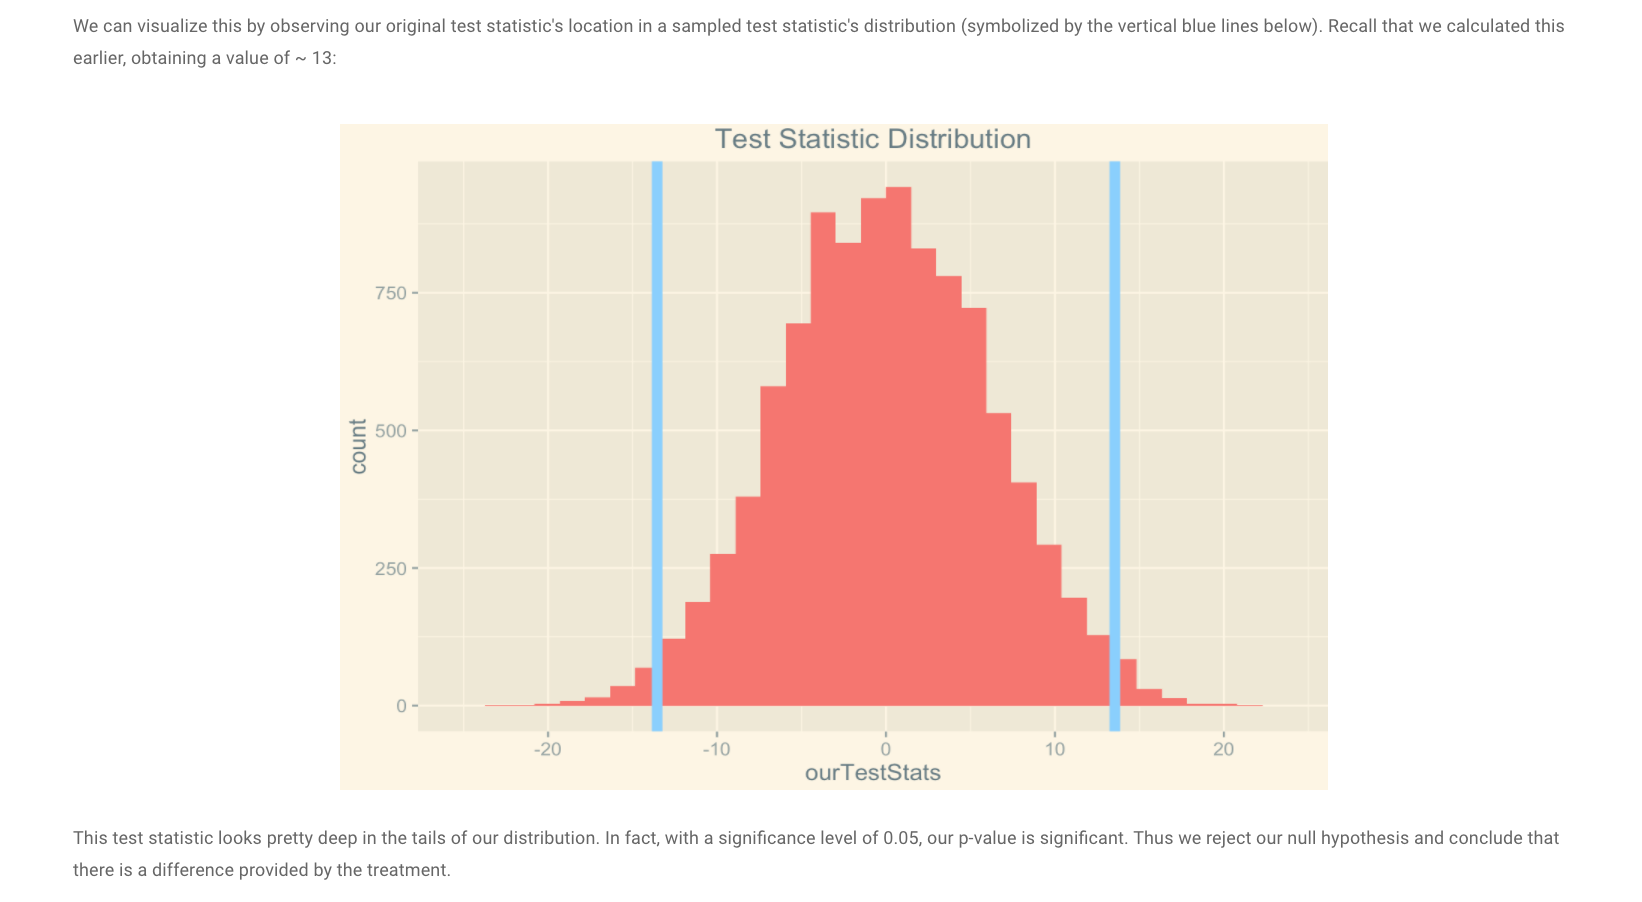 We can visualize this by observing our original test statistic's location in a sampled test statistic's distribution (symbolized by the vertical blue lines below). Recall that we calculated this
earlier, obtaining a value of ~ 13:
Test Statistic Distribution
750
500
250
0
count
-20 -10 0 10 20
ourTestStats
This test statistic looks pretty deep in the tails of our distribution. In fact, with a significance level of 0.05, our p-value is significant. Thus we reject our null hypothesis and conclude that
there is a difference provided by the treatment.